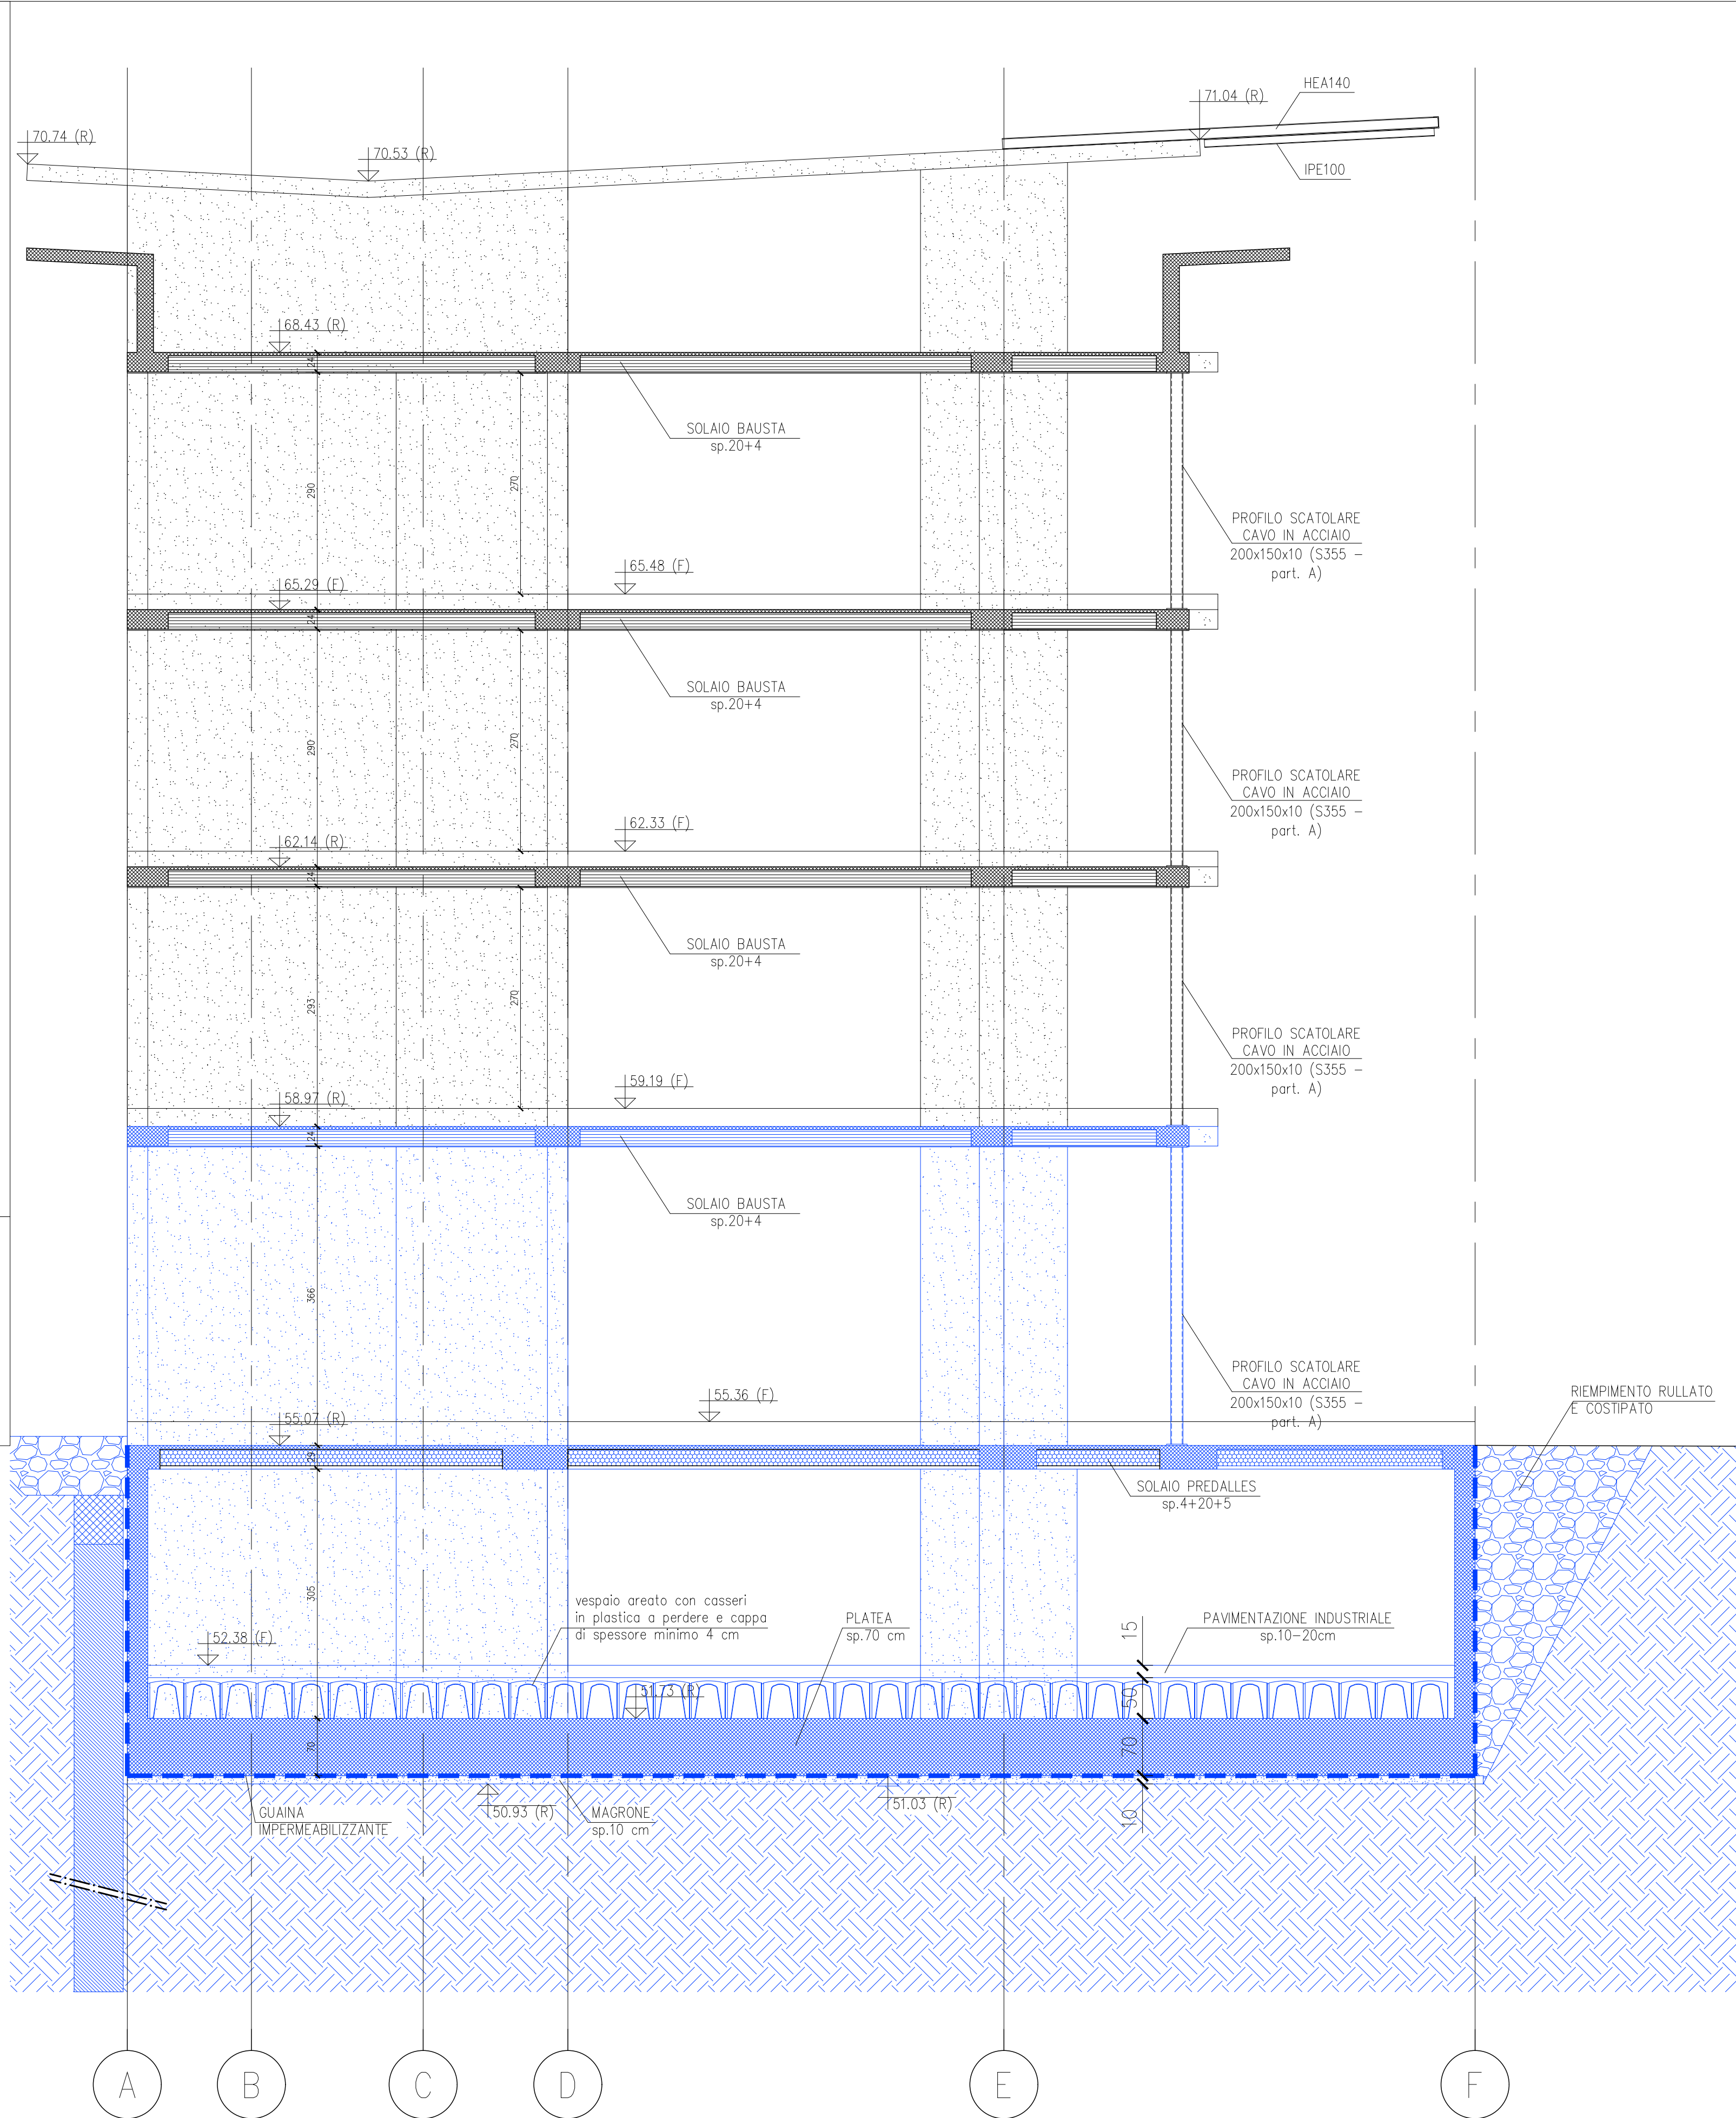 HEA140
71.04 (R)
70.74 (R)
70.53 (R)
IPE100
68.43 (R)
24
SOLAIO BAUSTA
sp.20+4
290
270
PROFILO SCATOLARE
CAVO IN ACCIAIO
200x150x10 (S355 –
part. A)
65.48 (F)
65.29 (F)
24
SOLAIO BAUSTA
sp.20+4
290
270
PROFILO SCATOLARE
CAVO IN ACCIAIO
200x150x10 (S355 –
part. A)
62.33 (F)
62.14 (R)
24
SOLAIO BAUSTA
sp.20+4
293
270
PROFILO SCATOLARE
CAVO IN ACCIAIO
200x150x10 (S355 –
part. A)
59.19 (F)
58.97 (R)
24
SOLAIO BAUSTA
sp.20+4
366
PROFILO SCATOLARE
CAVO IN ACCIAIO
200x150x10 (S355 –
part. A)
55.36 (F)
55.07 (R)
RIEMPIMENTO RULLATO
E COSTIPATO
29
SOLAIO PREDALLES
sp.4+20+5
305
vespaio areato con casseri
in plastica a perdere e cappa
di spessore minimo 4 cm
PLATEA
sp.70 cm
PAVIMENTAZIONE INDUSTRIALE
sp.10–20cm
15
52.38 (F)
51.73 (R)
50
70
70
10
GUAINA
IMPERMEABILIZZANTE
50.93 (R)
MAGRONE
sp.10 cm
51.03 (R)
A B C D E F